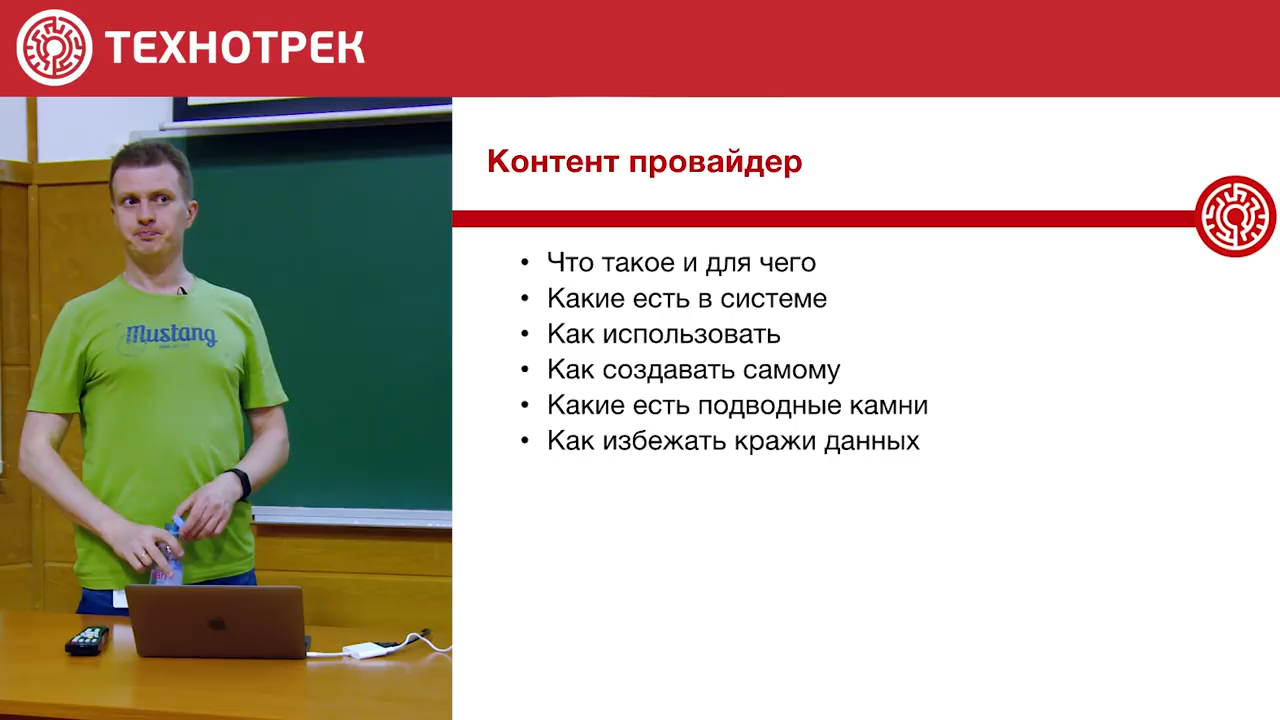 ТЕХНОТРЕК
Контент провайдер
• Что такое и для чего
• Какие есть в системе
• Как использовать
• Как создавать самому
• Какие есть подводные камни
• Как избежать кражи данных
Mustang